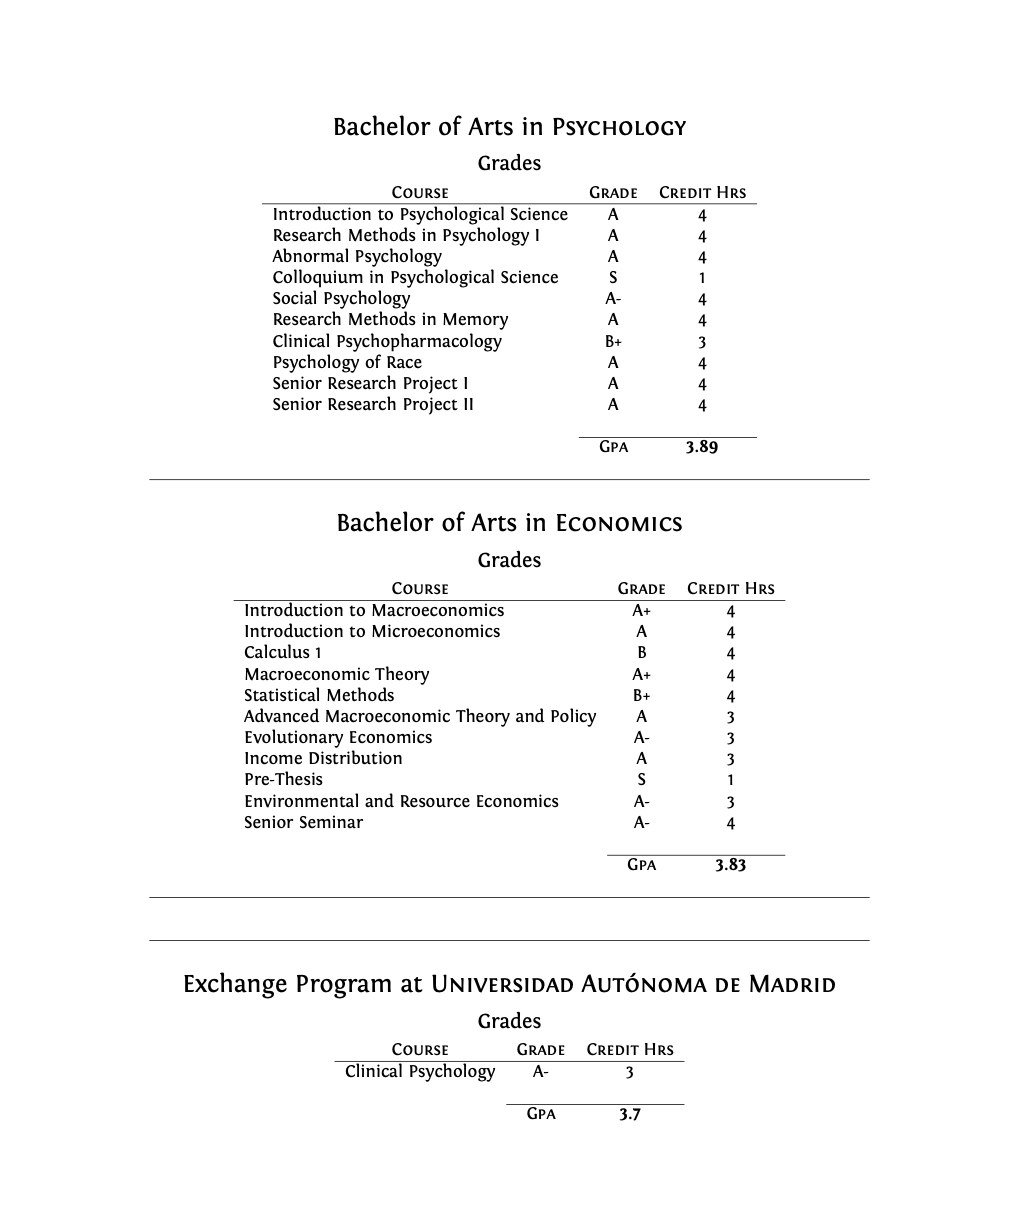 Bachelor of Arts in PSYCHOLOGY
Grades
COURSE GRADE CREDIT HRS
Introduction to Psychological Science A 4
Research Methods in Psychology I A 4
Abnormal Psychology A 4
Colloquium in Psychological Science S 1
Social Psychology A- 4
Research Methods in Memory A 4
Clinical Psychopharmacology B+ 3
Psychology of Race A 4
Senior Research Project I A 4
Senior Research Project II A 4
GPA 3.89
Bachelor of Arts in ECONOMICS
Grades
COURSE GRADE CREDIT HRS
Introduction to Macroeconomics A+ 4
Introduction to Microeconomics A 4
Calculus 1 B 4
Macroeconomic Theory A+ 4
Statistical Methods B+ 4
Advanced Macroeconomic Theory and Policy A 3
Evolutionary Economics A- 3
Income Distribution A 3
Pre-Thesis S 1
Environmental and Resource Economics A- 3
Senior Seminar A- 4
GPA 3.83
Exchange Program at UNIVERSIDAD AUTÓNOMA DE MADRID
Grades
COURSE GRADE CREDIT HRS
Clinical Psychology A- 3
GPA 3.7